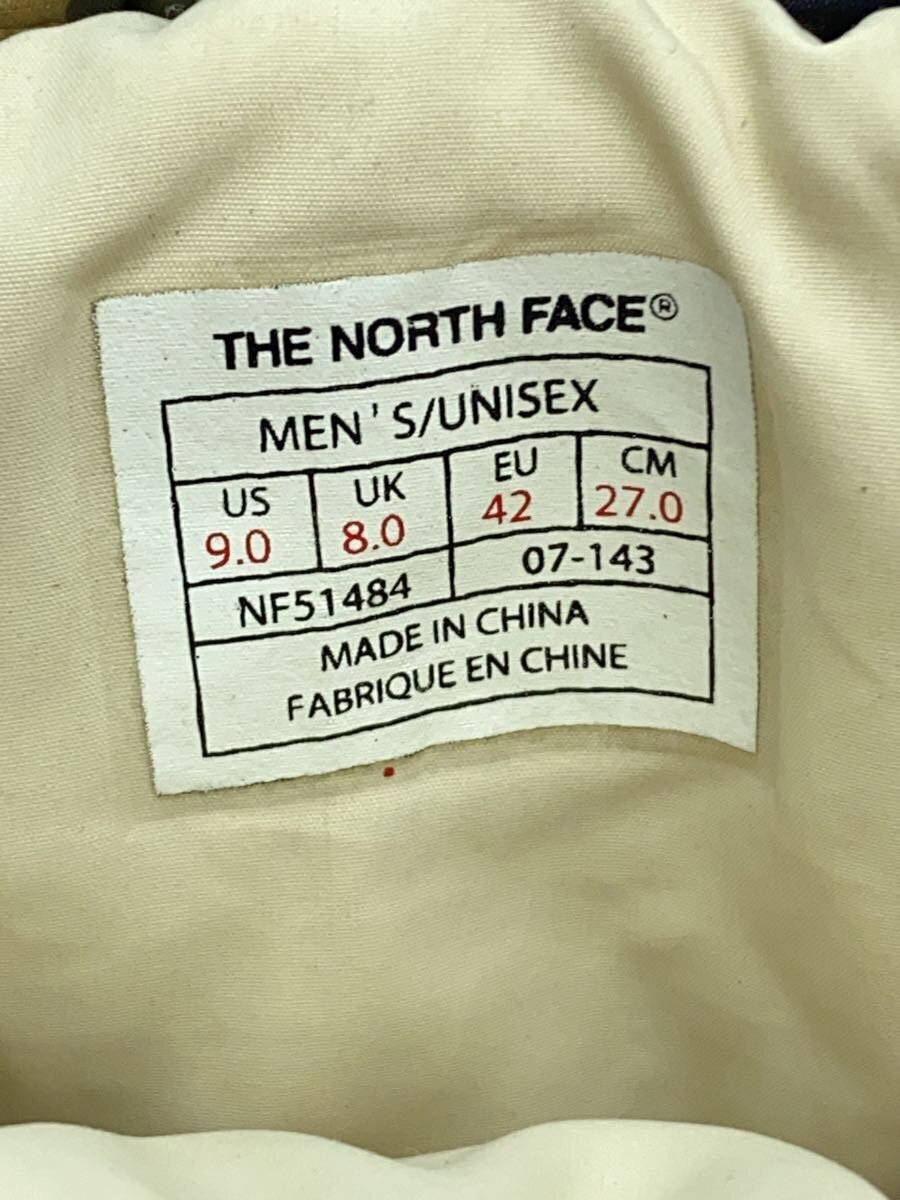 THE NORTH FACE®
MEN'S/UNISEX
US UK EU CM
9.0 8.0 42 27.0
NF51484 07-143
MADE IN CHINA
FABRIQUE EN CHINE